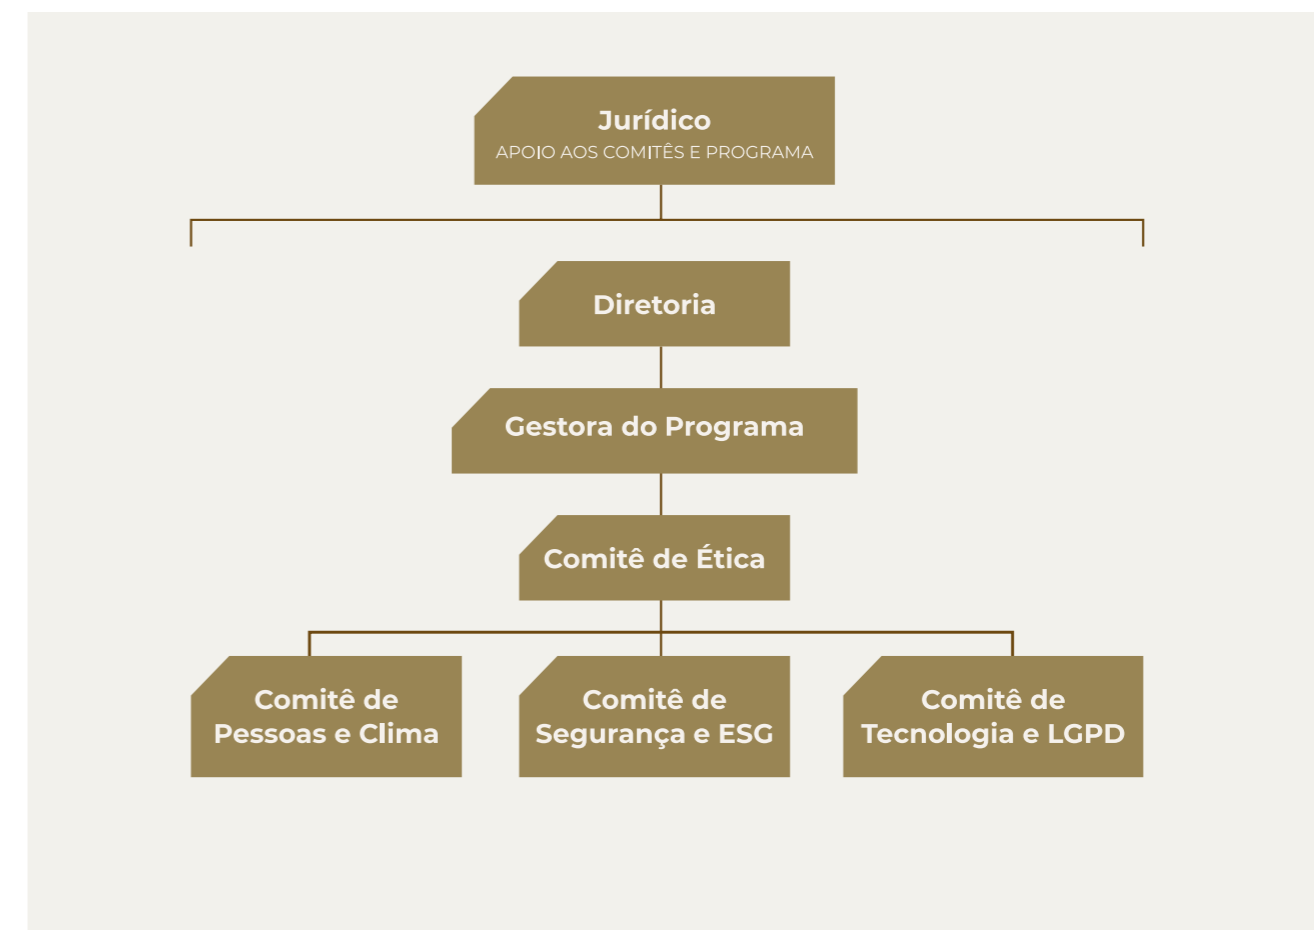 Jurídico
APOIO AOS COMITÊS E PROGRAMA
Diretoria
Gestora do Programa
Comitê de Ética
Comitê de
Pessoas e Clima
Comitê de
Segurança e ESG
Comitê de
Tecnologia e LGPD